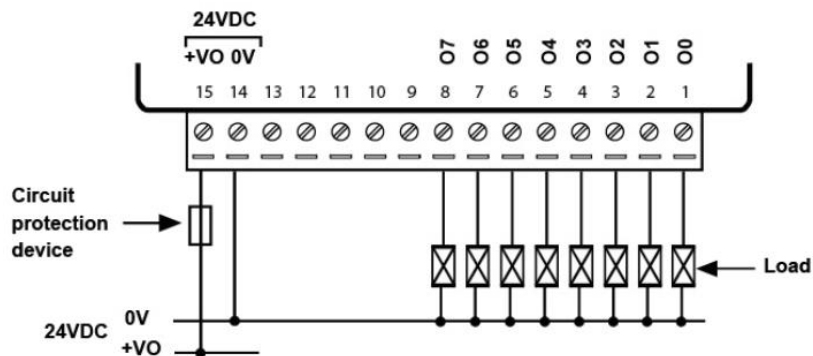 24VDC
+VO 0V
O7 O6 O5 O4 O3 O2 O1 O0
15 14 13 12 11 10 9 8 7 6 5 4 3 2 1
Circuit
protection
device
Load
24VDC
0V
+VO